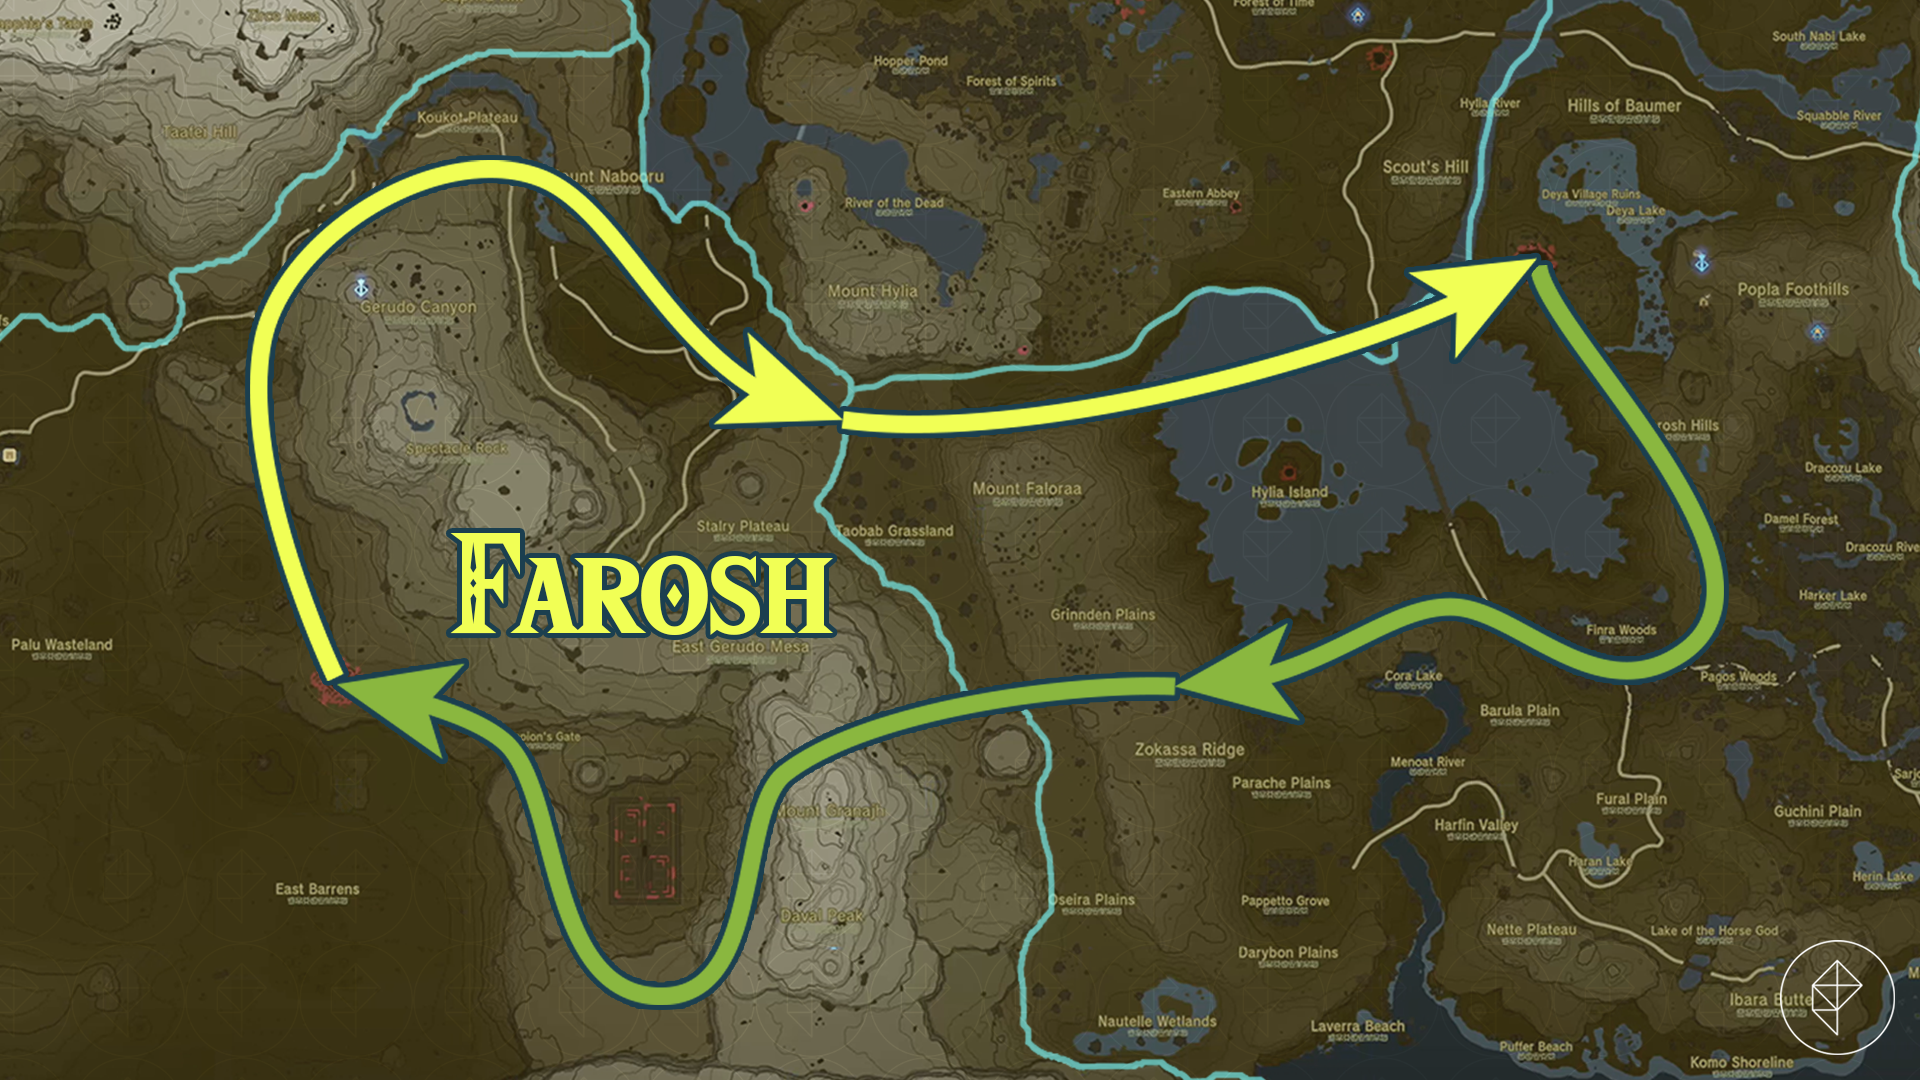 Zirco Mesa
Forest of Time
South Nabi Lake
Hopper Pond
Forest of Spirits
Hylia River
Hills of Baumer
Squabble River
Koukot Plateau
Taafei Hill
Scout's Hill
ount Nabooru
River of the Dead
Eastern Abbey
Deya Village Ruins
Deya Lake
Mount Hylia
Popla Foothills
Gerudo Canyon
Spectacle Rock
rosh Hills
Dracozu Lake
Mount Faloraa
Hylia Island
Stalry Plateau
Taobab Grassland
Damel Forest
Dracozu Rive
FAROSH
Harker Lake
Grinnden Plains
Finra Woods
Palu Wasteland
East Gerudo Mesa
Cora Lake
Pagos Woods
Barula Plain
olon's Gate
Zokassa Ridge
Menoat River
Parache Plains
Sarjo
Fural Plain
Guchini Plain
Mount Granajh
Harfin Valley
Haran Lake
Herin Lake
East Barrens
Oseira Plains
Pappetto Grove
Daval Peak
Nette Plateau
Lake of the Horse God
Darybon Plains
Ibara Butte
Nautelle Wetlands
Laverra Beach
Puffer Beach
Komo Shoreline